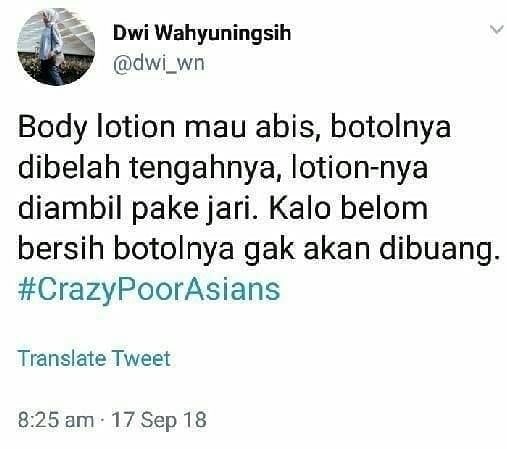 Dwi Wahyuningsih
@dwi_wn
Body lotion mau abis, botolnya
dibelah tengahnya, lotion-nya
diambil pake jari. Kalo belom
bersih botolnya gak akan dibuang.
#CrazyPoorAsians
Translate Tweet
8:25 am · 17 Sep 18